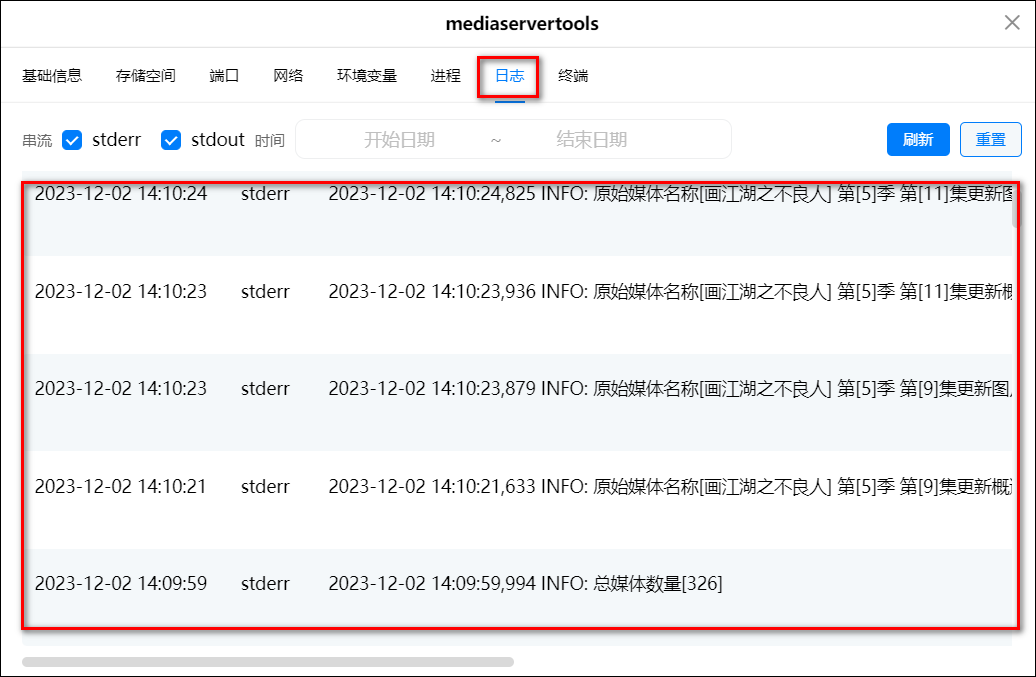 mediaservertools
基础信息 存储空间 端口 网络 环境变量 进程 日志 终端
串流 stderr stdout 时间 开始日期 ~ 结束日期 刷新 重置
2023-12-02 14:10:24 stderr 2023-12-02 14:10:24,825 INFO: 原始媒体名称[画江湖之不良人] 第[5]季 第[11]集更新图
2023-12-02 14:10:23 stderr 2023-12-02 14:10:23,936 INFO: 原始媒体名称[画江湖之不良人] 第[5]季 第[11]集更新概
2023-12-02 14:10:23 stderr 2023-12-02 14:10:23,879 INFO: 原始媒体名称[画江湖之不良人] 第[5]季 第[9]集更新图
2023-12-02 14:10:21 stderr 2023-12-02 14:10:21,633 INFO: 原始媒体名称[画江湖之不良人] 第[5]季 第[9]集更新概
2023-12-02 14:09:59 stderr 2023-12-02 14:09:59,994 INFO: 总媒体数量[326]